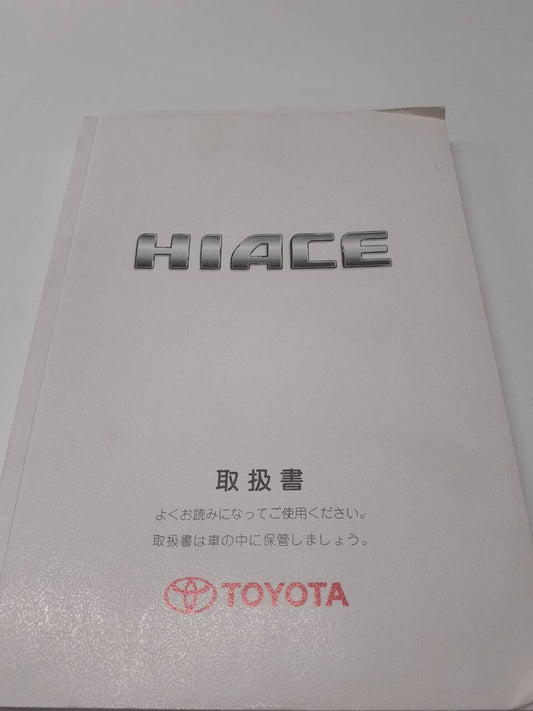 HIACE
取扱書
よくお読みになってご使用ください。
取扱書は車の中に保管しましょう。
TOYOTA